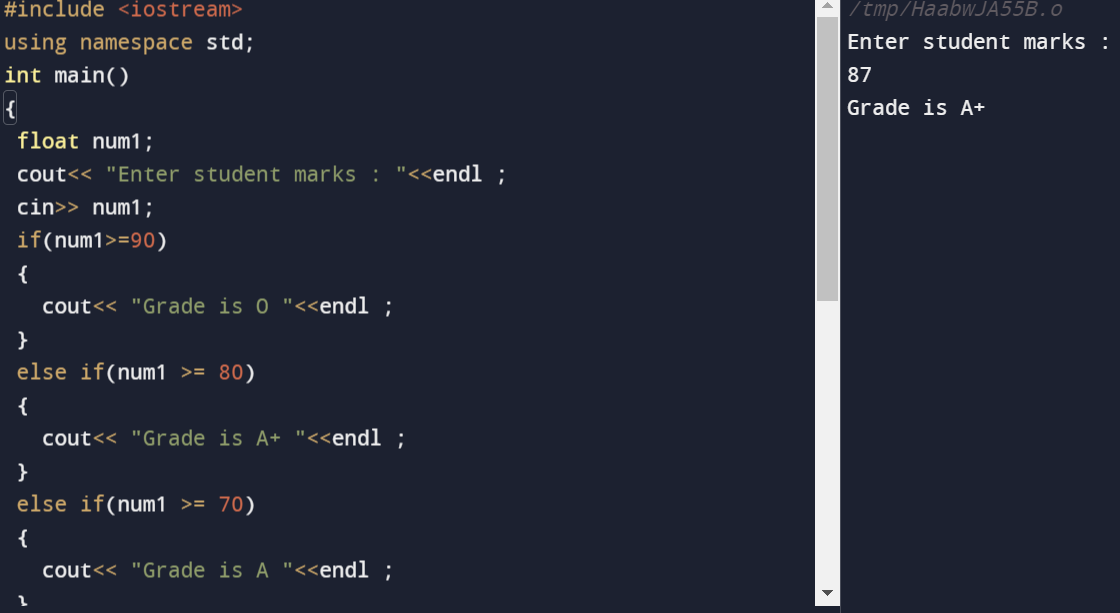 #include <iostream>
using namespace std;
int main()
{
 float num1;
 cout<< "Enter student marks : "<<endl ;
 cin>> num1;
 if(num1>=90)
 {
   cout<< "Grade is O "<<endl ;
 }
 else if(num1 >= 80)
 {
   cout<< "Grade is A+ "<<endl ;
 }
 else if(num1 >= 70)
 {
   cout<< "Grade is A "<<endl ;
 }
/tmp/HaabwJA55B.o
Enter student marks :
87
Grade is A+